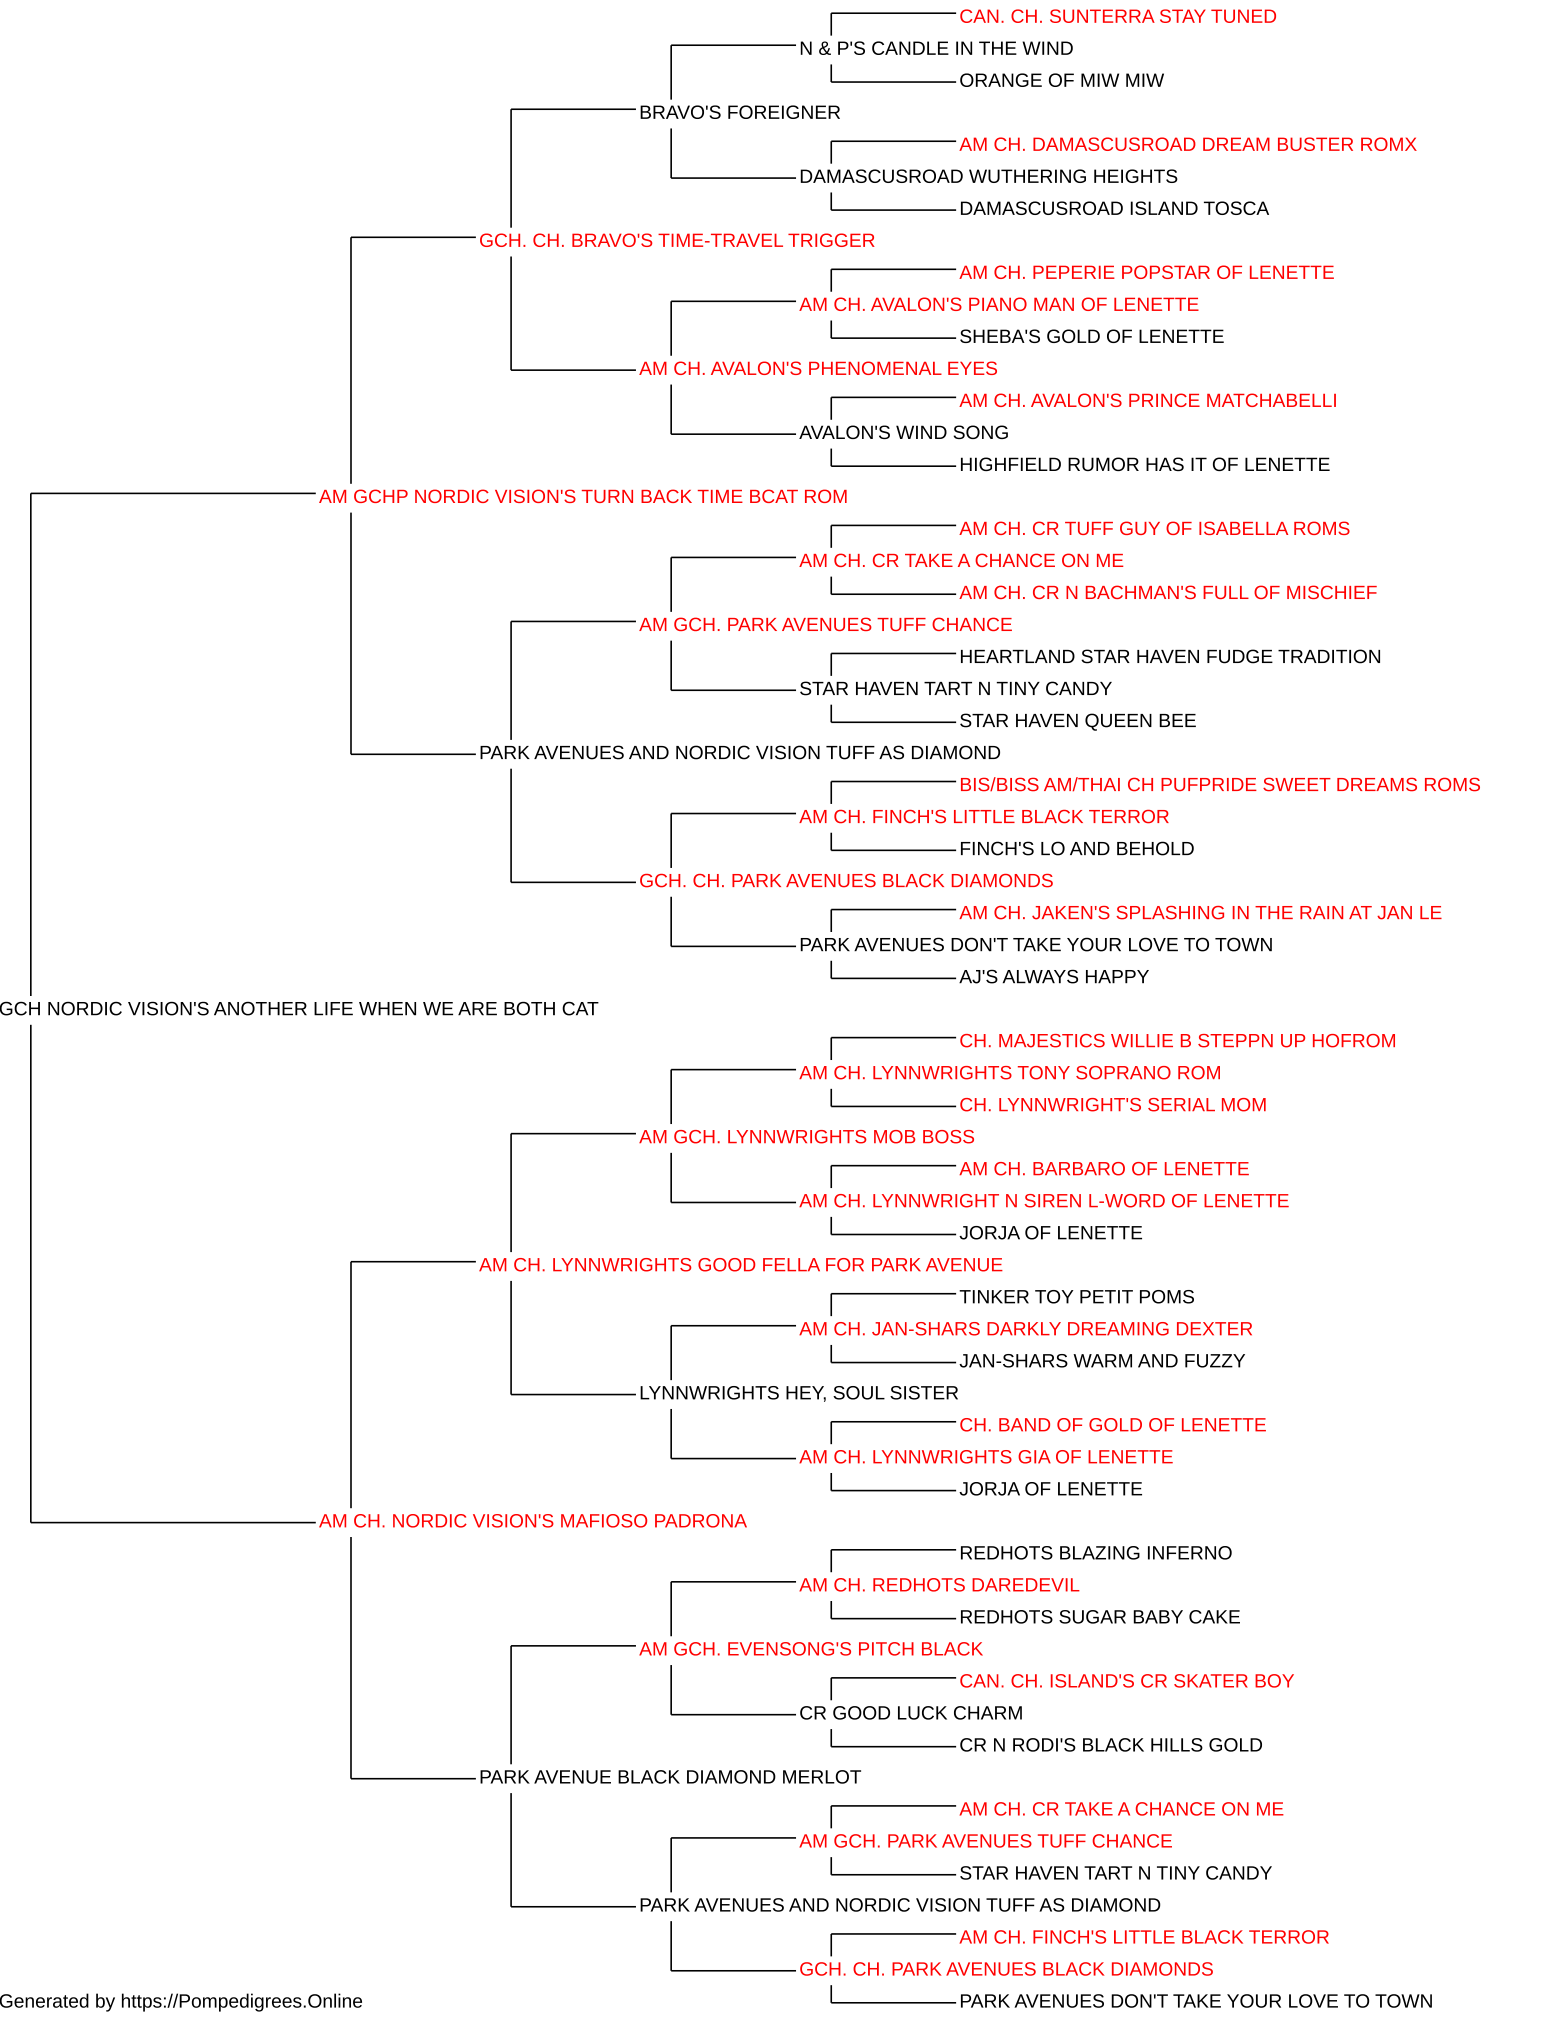 CAN. CH. SUNTERRA STAY TUNED
N & P'S CANDLE IN THE WIND
ORANGE OF MIW MIW
BRAVO'S FOREIGNER
AM CH. DAMASCUSROAD DREAM BUSTER ROMX
DAMASCUSROAD WUTHERING HEIGHTS
DAMASCUSROAD ISLAND TOSCA
GCH. CH. BRAVO'S TIME-TRAVEL TRIGGER
AM CH. PEPERIE POPSTAR OF LENETTE
AM CH. AVALON'S PIANO MAN OF LENETTE
SHEBA'S GOLD OF LENETTE
AM CH. AVALON'S PHENOMENAL EYES
AM CH. AVALON'S PRINCE MATCHABELLI
AVALON'S WIND SONG
HIGHFIELD RUMOR HAS IT OF LENETTE
AM GCHP NORDIC VISION'S TURN BACK TIME BCAT ROM
AM CH. CR TUFF GUY OF ISABELLA ROMS
AM CH. CR TAKE A CHANCE ON ME
AM CH. CR N BACHMAN'S FULL OF MISCHIEF
AM GCH. PARK AVENUES TUFF CHANCE
HEARTLAND STAR HAVEN FUDGE TRADITION
STAR HAVEN TART N TINY CANDY
STAR HAVEN QUEEN BEE
PARK AVENUES AND NORDIC VISION TUFF AS DIAMOND
BIS/BISS AM/THAI CH PUFPRIDE SWEET DREAMS ROMS
AM CH. FINCH'S LITTLE BLACK TERROR
FINCH'S LO AND BEHOLD
GCH. CH. PARK AVENUES BLACK DIAMONDS
AM CH. JAKEN'S SPLASHING IN THE RAIN AT JAN LE
PARK AVENUES DON'T TAKE YOUR LOVE TO TOWN
AJ'S ALWAYS HAPPY
GCH NORDIC VISION'S ANOTHER LIFE WHEN WE ARE BOTH CAT
CH. MAJESTICS WILLIE B STEPPN UP HOFROM
AM CH. LYNNWRIGHTS TONY SOPRANO ROM
CH. LYNNWRIGHT'S SERIAL MOM
AM GCH. LYNNWRIGHTS MOB BOSS
AM CH. BARBARO OF LENETTE
AM CH. LYNNWRIGHT N SIREN L-WORD OF LENETTE
JORJA OF LENETTE
AM CH. LYNNWRIGHTS GOOD FELLA FOR PARK AVENUE
TINKER TOY PETIT POMS
AM CH. JAN-SHARS DARKLY DREAMING DEXTER
JAN-SHARS WARM AND FUZZY
LYNNWRIGHTS HEY, SOUL SISTER
CH. BAND OF GOLD OF LENETTE
AM CH. LYNNWRIGHTS GIA OF LENETTE
JORJA OF LENETTE
AM CH. NORDIC VISION'S MAFIOSO PADRONA
REDHOTS BLAZING INFERNO
AM CH. REDHOTS DAREDEVIL
REDHOTS SUGAR BABY CAKE
AM GCH. EVENSONG'S PITCH BLACK
CAN. CH. ISLAND'S CR SKATER BOY
CR GOOD LUCK CHARM
CR N RODI'S BLACK HILLS GOLD
PARK AVENUE BLACK DIAMOND MERLOT
AM CH. CR TAKE A CHANCE ON ME
AM GCH. PARK AVENUES TUFF CHANCE
STAR HAVEN TART N TINY CANDY
PARK AVENUES AND NORDIC VISION TUFF AS DIAMOND
AM CH. FINCH'S LITTLE BLACK TERROR
GCH. CH. PARK AVENUES BLACK DIAMONDS
PARK AVENUES DON'T TAKE YOUR LOVE TO TOWN
Generated by https://Pompedigrees.Online